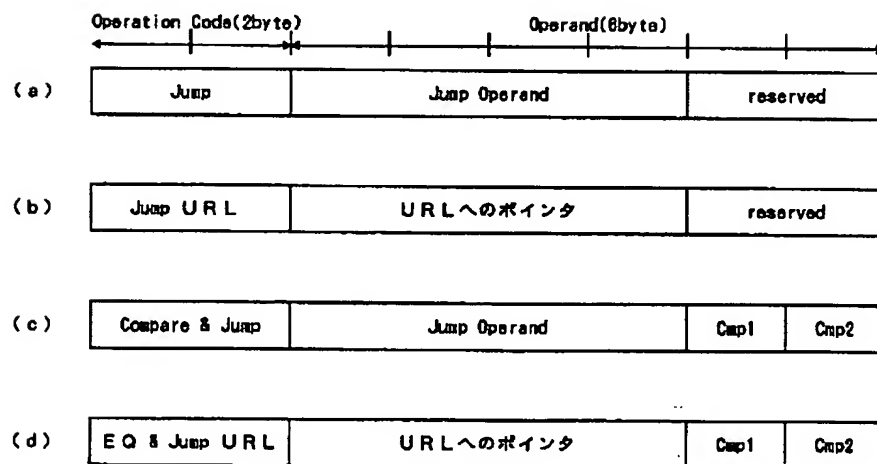 Operation Code(2byte) Operand(6byte)
(a) Jump Jump Operand reserved
(b) Jump URL URLへのポインタ reserved
(c) Compare & Jump Jump Operand Cmp1 Cmp2
(d) EQ & Jump URL URLへのポインタ Cmp1 Cmp2